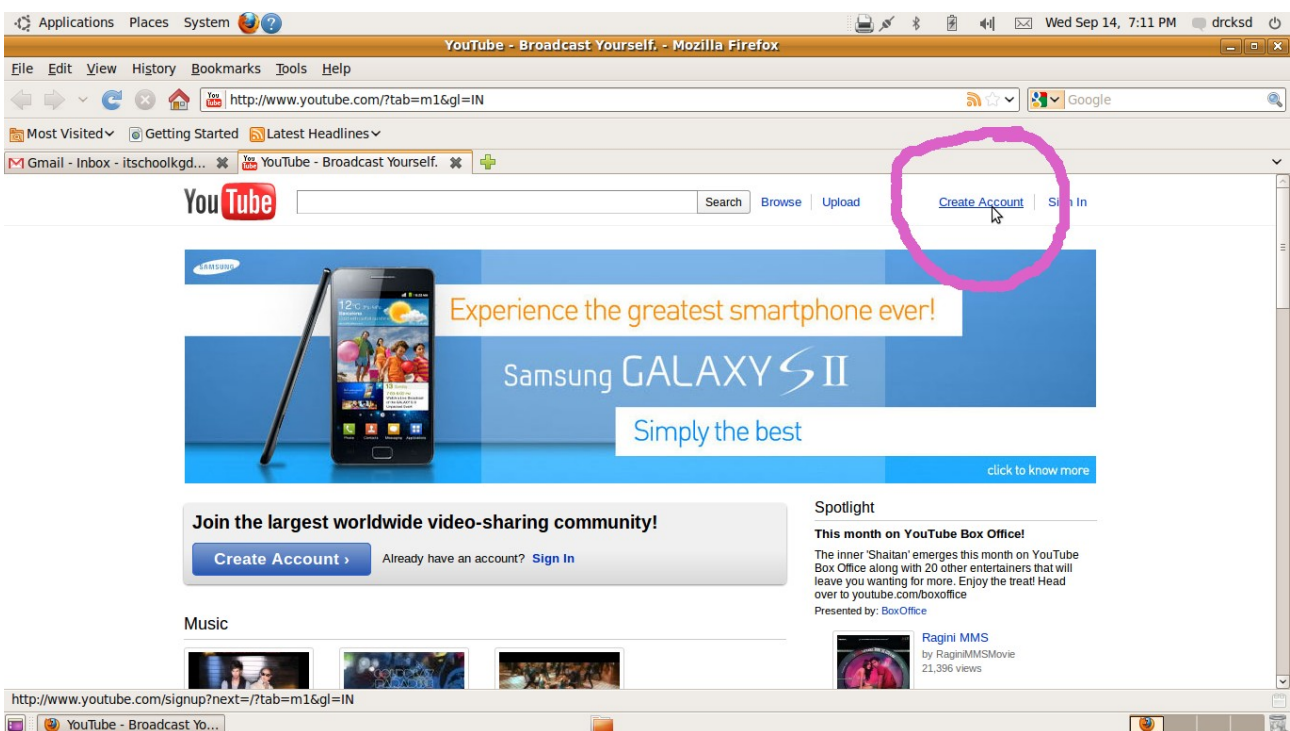 Applications Places System Wed Sep 14, 7:11 PM drcksd
YouTube - Broadcast Yourself. - Mozilla Firefox
File Edit View History Bookmarks Tools Help
http://www.youtube.com/?tab=m1&gl=IN Google
Most Visited Getting Started Latest Headlines
Gmail - Inbox - itschoolkgd... YouTube - Broadcast Yourself.
YouTube Search Browse Upload Create Account Sign In
SAMSUNG
Experience the greatest smartphone ever!
Samsung GALAXY S II
Simply the best
click to know more
Join the largest worldwide video-sharing community!
Create Account › Already have an account? Sign In
Music
Spotlight
This month on YouTube Box Office!
The inner 'Shaitan' emerges this month on YouTube
Box Office along with 20 other entertainers that will
leave you wanting for more. Enjoy the treat! Head
over to youtube.com/boxoffice
Presented by: BoxOffice
Ragini MMS
by RaginiMMSMovie
21,396 views
http://www.youtube.com/signup?next=/?tab=m1&gl=IN
YouTube - Broadcast Yo...